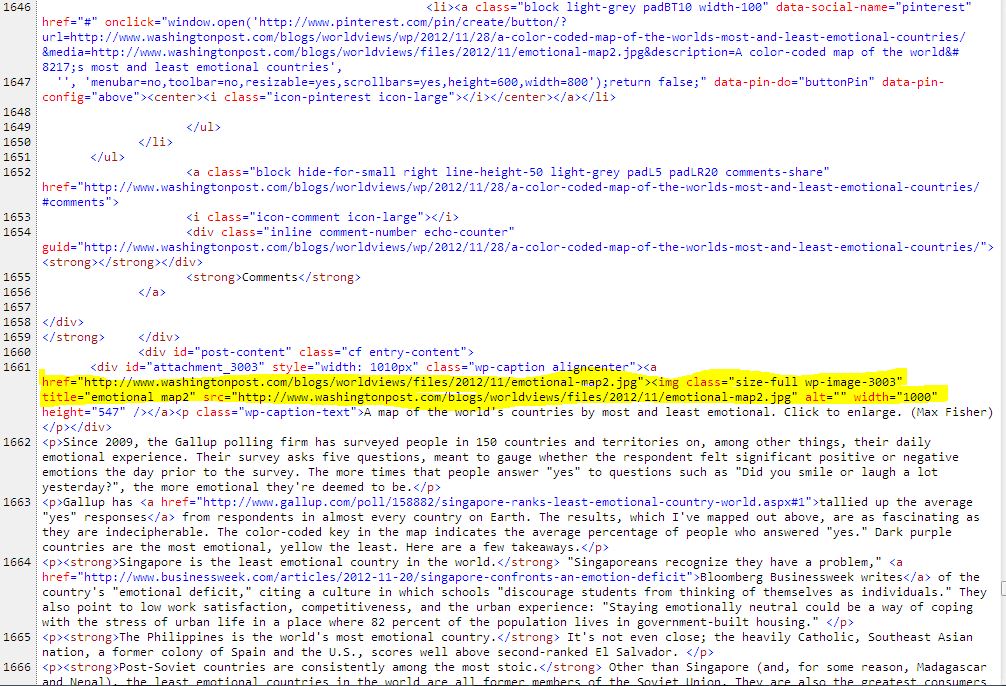 1646 <li><a class="block light-grey padBT10 width-100" data-social-name="pinterest"
href="#" onclick="window.open('http://www.pinterest.com/pin/create/button/?
url=http://www.washingtonpost.com/blogs/worldviews/wp/2012/11/28/a-color-coded-map-of-the-worlds-most-and-least-emotional-countries/
&media=http://www.washingtonpost.com/blogs/worldviews/files/2012/11/emotional-map2.jpg&description=A color-coded map of the world&#
8217;s most and least emotional countries',
1647 '', 'menubar=no,toolbar=no,resizable=yes,scrollbars=yes,height=600,width=800');return false;" data-pin-do="buttonPin" data-pin-
config="above"><center><i class="icon-pinterest icon-large"></i></center></a></li>
1648
1649 </ul>
1650 </li>
1651 </ul>
1652 <a class="block hide-for-small right line-height-50 light-grey padL5 padLR20 comments-share"
href="http://www.washingtonpost.com/blogs/worldviews/wp/2012/11/28/a-color-coded-map-of-the-worlds-most-and-least-emotional-countries/
#comments">
1653 <i class="icon-comment icon-large"></i>
1654 <div class="inline comment-number echo-counter"
guid="http://www.washingtonpost.com/blogs/worldviews/wp/2012/11/28/a-color-coded-map-of-the-worlds-most-and-least-emotional-countries/">
<strong></strong></div>
1655 <strong>Comments</strong>
1656 </a>
1657
1658 </div>
1659 </strong> </div>
1660 <div id="post-content" class="cf entry-content">
1661 <div id="attachment_3003" style="width: 1010px" class="wp-caption aligncenter"><a
href="http://www.washingtonpost.com/blogs/worldviews/files/2012/11/emotional-map2.jpg"><img class="size-full wp-image-3003"
title="emotional map2" src="http://www.washingtonpost.com/blogs/worldviews/files/2012/11/emotional-map2.jpg" alt="" width="1000"
height="547" /></a><p class="wp-caption-text">A map of the world's countries by most and least emotional. Click to enlarge. (Max Fisher)
</p></div>
1662 <p>Since 2009, the Gallup polling firm has surveyed people in 150 countries and territories on, among other things, their daily
emotional experience. Their survey asks five questions, meant to gauge whether the respondent felt significant positive or negative
emotions the day prior to the survey. The more times that people answer "yes" to questions such as "Did you smile or laugh a lot
yesterday?", the more emotional they're deemed to be.</p>
1663 <p>Gallup has <a href="http://www.gallup.com/poll/158882/singapore-ranks-least-emotional-country-world.aspx#1">tallied up the average
"yes" responses</a> from respondents in almost every country on Earth. The results, which I've mapped out above, are as fascinating as
they are indecipherable. The color-coded key in the map indicates the average percentage of people who answered "yes." Dark purple
countries are the most emotional, yellow the least. Here are a few takeaways.</p>
1664 <p><strong>Singapore is the least emotional country in the world.</strong> "Singaporeans recognize they have a problem," <a
href="http://www.businessweek.com/articles/2012-11-20/singapore-confronts-an-emotion-deficit">Bloomberg Businessweek writes</a> of the
country's "emotional deficit," citing a culture in which schools "discourage students from thinking of themselves as individuals." They
also point to low work satisfaction, competitiveness, and the urban experience: "Staying emotionally neutral could be a way of coping
with the stress of urban life in a place where 82 percent of the population lives in government-built housing." </p>
1665 <p><strong>The Philippines is the world's most emotional country.</strong> It's not even close; the heavily Catholic, Southeast Asian
nation, a former colony of Spain and the U.S., scores well above second-ranked El Salvador. </p>
1666 <p><strong>Post-Soviet countries are consistently among the most stoic.</strong> Other than Singapore (and, for some reason, Madagascar
and Nepal), the least emotional countries in the world are all former members of the Soviet Union. They are also the greatest consumers